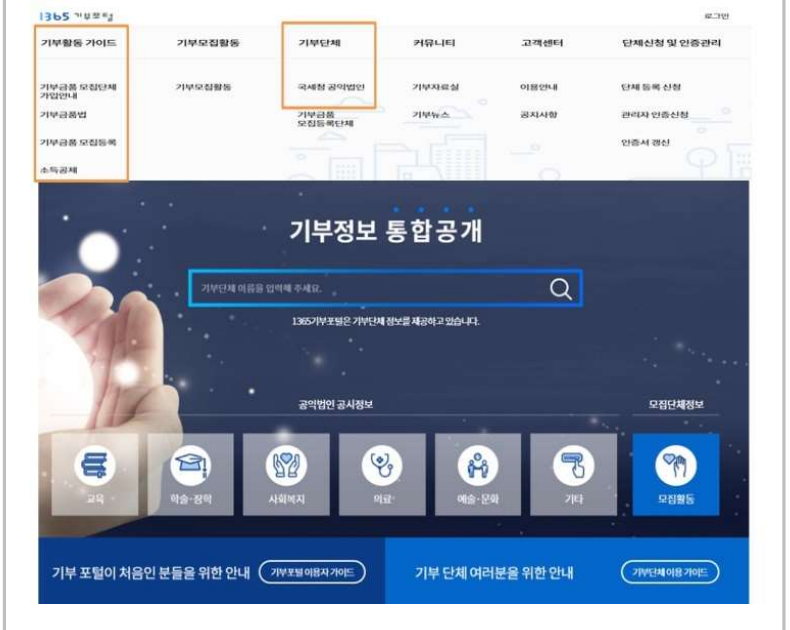 1365 기부포털
로그인
기부활동 가이드 기부모집활동 기부단체 커뮤니티 고객센터 단체신청 및 인증관리
기부금품 모집단체
가입안내
기부금품법
기부금품 모집등록
소득공제
기부모집활동
국세청 공익법인
기부금품
모집등록단체
기부자료실
기부뉴스
이용안내
공지사항
단체 등록 신청
관리자 인증신청
인증서 갱신
기부정보 통합공개
기부단체 이름을 입력해 주세요.
1365기부포털은 기부단체 정보를 제공하고 있습니다.
공익법인 공시정보 모집단체정보
교육 학술·장학 사회복지 의료 예술·문화 기타 모집활동
기부 포털이 처음인 분들을 위한 안내 기부포털 이용자 가이드
기부 단체 여러분을 위한 안내 기부단체 이용 가이드